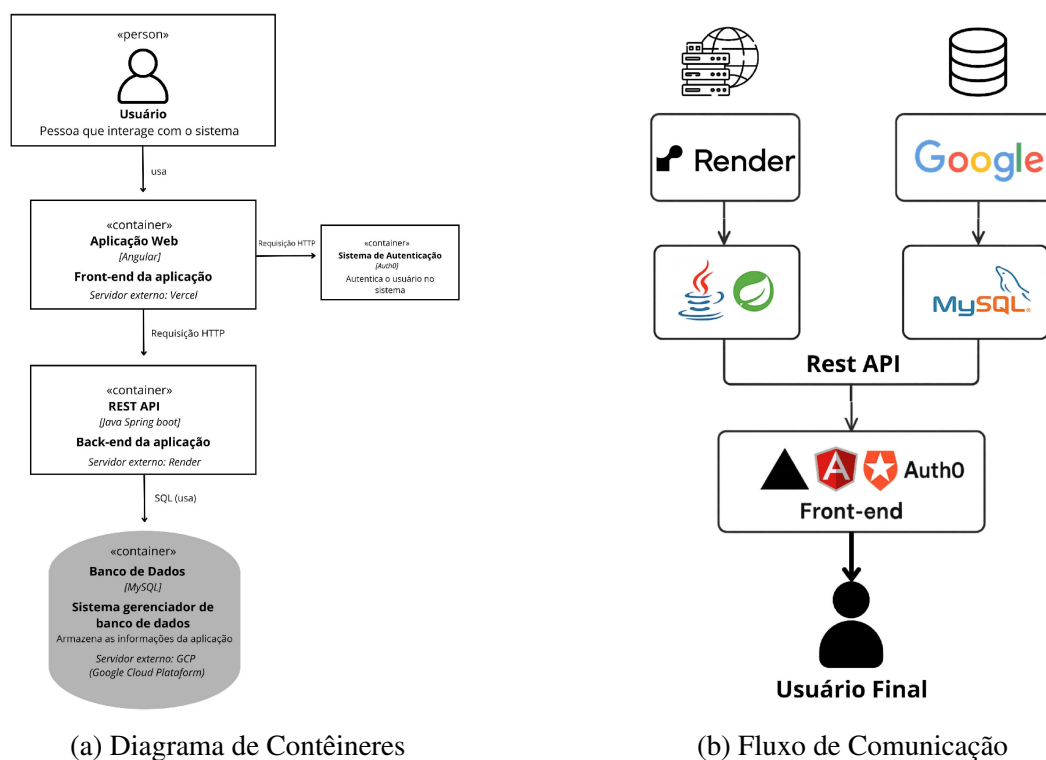 «person»
Usuário
Pessoa que interage com o sistema
usa
«container»
Aplicação Web
[Angular]
Front-end da aplicação
Servidor externo: Vercel
Requisição HTTP
«container»
Sistema de Autenticação
[Auth0]
Autentica o usuário no
sistema
Requisição HTTP
«container»
REST API
[Java Spring boot]
Back-end da aplicação
Servidor externo: Render
SQL (usa)
«container»
Banco de Dados
[MySQL]
Sistema gerenciador de
banco de dados
Armazena as informações da aplicação
Servidor externo: GCP
(Google Cloud Plataform)
(a) Diagrama de Contêineres
Render
Google
Java
MySQL
Rest API
Auth0
Front-end
Usuário Final
(b) Fluxo de Comunicação